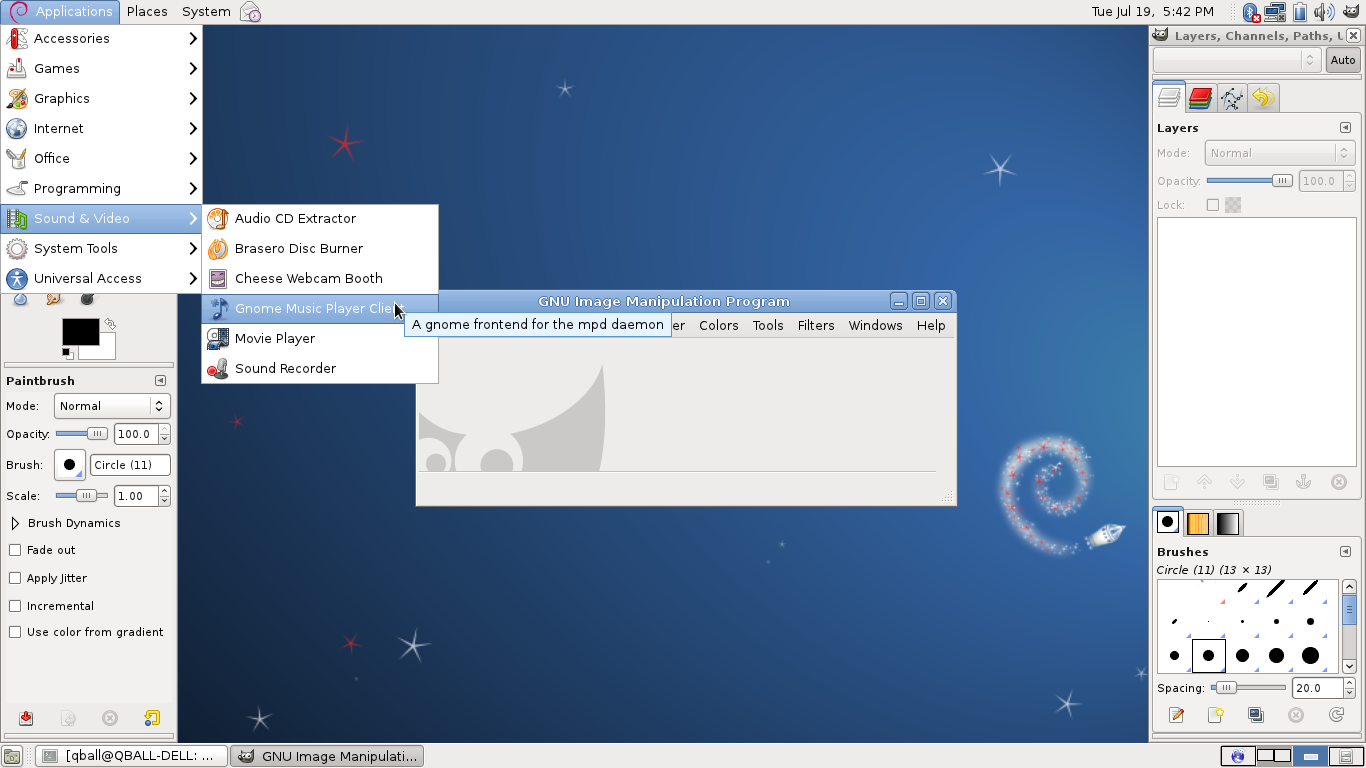 Applications Places System Tue Jul 19, 5:42 PM
Accessories
Games
Graphics
Internet
Office
Programming
Sound & Video
System Tools
Universal Access
Audio CD Extractor
Brasero Disc Burner
Cheese Webcam Booth
Gnome Music Player
Movie Player
Sound Recorder
A gnome frontend for the mpd daemon
GNU Image Manipulation Program
Colors Tools Filters Windows Help
Paintbrush
Mode: Normal
Opacity: 100.0
Brush: Circle (11)
Scale: 1.00
Brush Dynamics
Fade out
Apply Jitter
Incremental
Use color from gradient
Layers, Channels, Paths,
Auto
Layers
Mode: Normal
Opacity: 100.0
Lock:
Brushes
Circle (11) (13 × 13)
Spacing: 20.0
[qball@QBALL-DELL: ... GNU Image Manipulati...